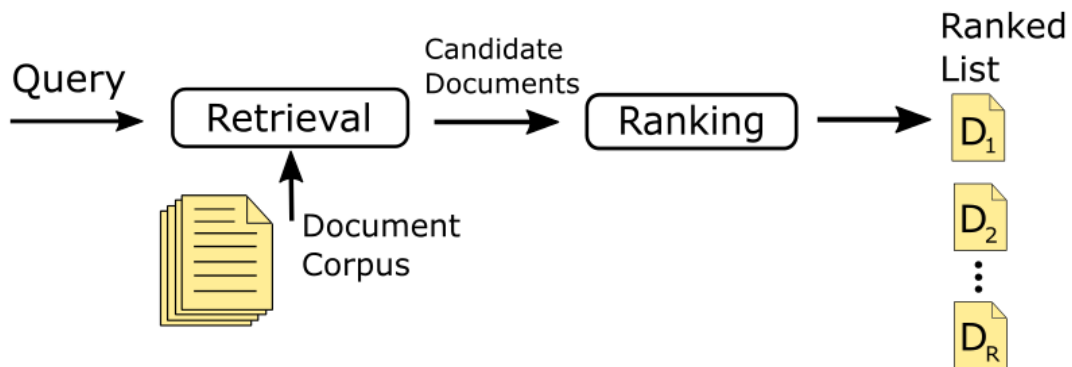 Query
Retrieval
Document
Corpus
Candidate
Documents
Ranking
Ranked
List
D1
D2
DR